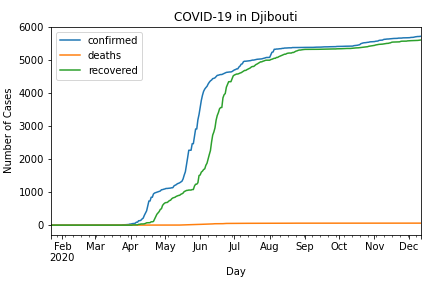 COVID-19 in Djibouti
confirmed
deaths
recovered
Number of Cases
6000
5000
4000
3000
2000
1000
0
Feb Mar Apr May Jun Jul Aug Sep Oct Nov Dec
2020
Day